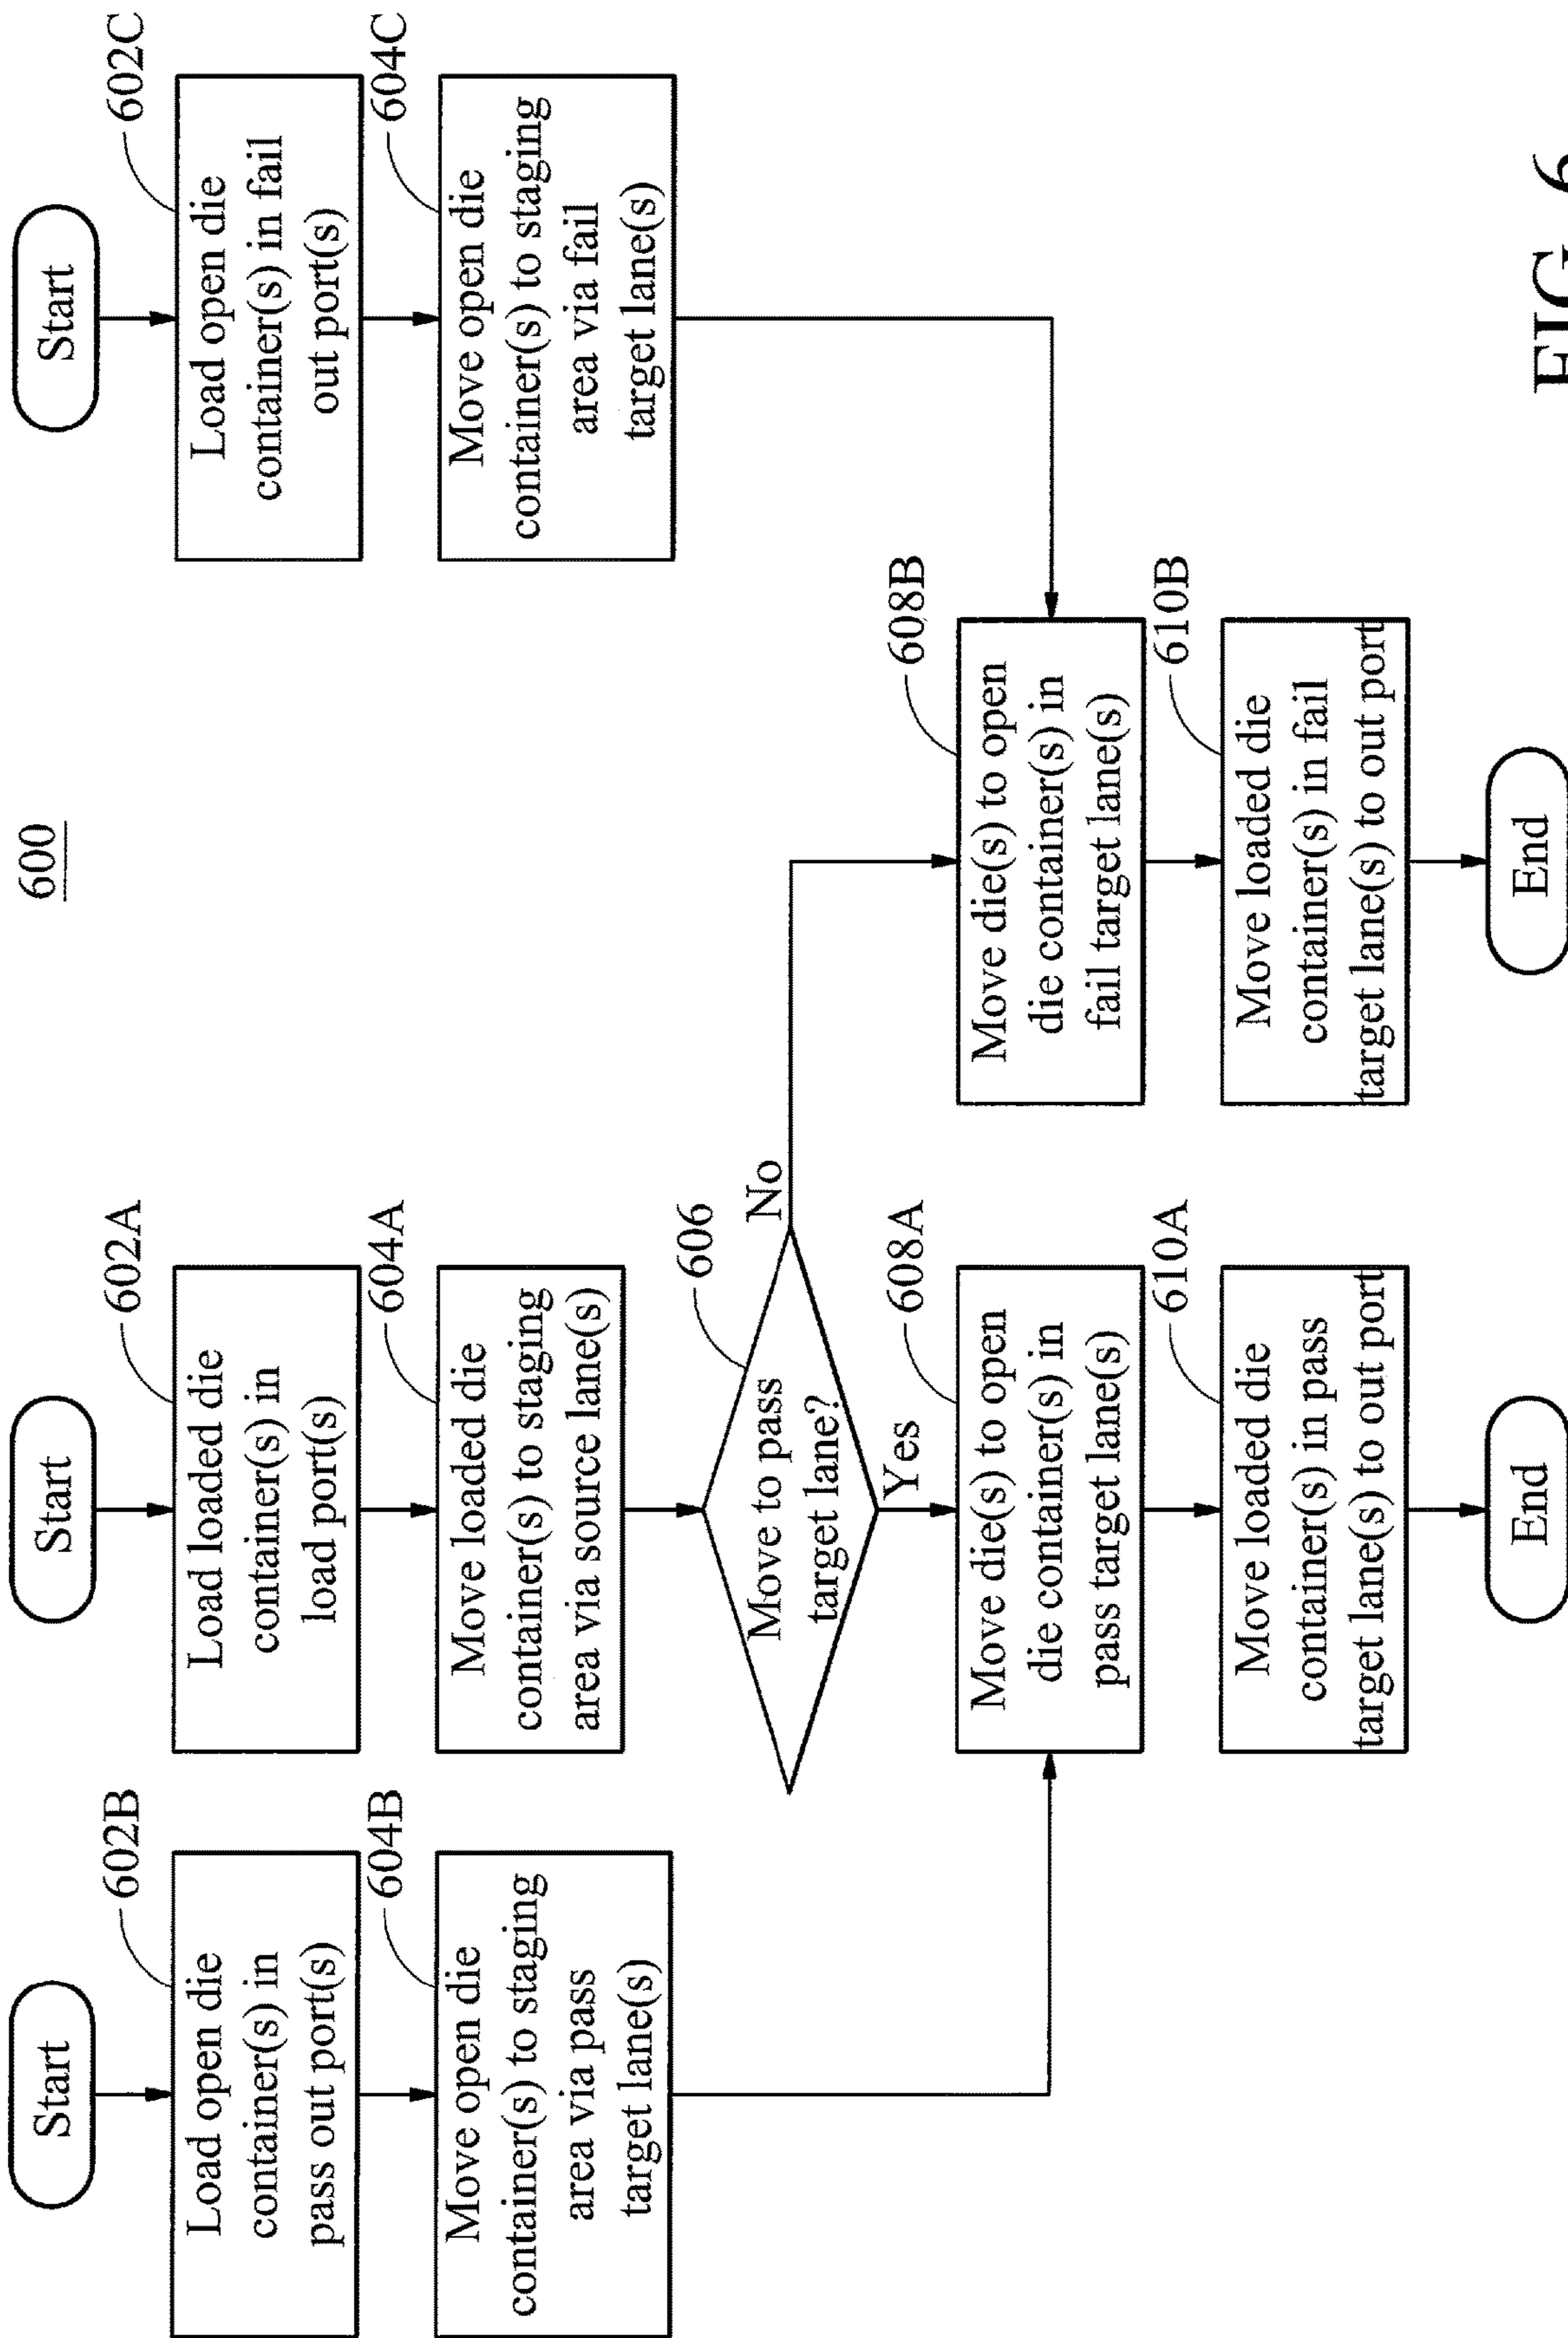 600
Start
602B
Load open die
container(s) in
pass out port(s)
604B
Move open die
container(s) to staging
area via pass
target lane(s)
Start
602A
Load loaded die
container(s) in
load port(s)
604A
Move loaded die
container(s) to staging
area via source lane(s)
606
Move to pass
target lane?
Yes
No
608A
Move die(s) to open
die container(s) in
pass target lane(s)
610A
Move loaded die
container(s) in pass
target lane(s) to out port
End
Start
602C
Load open die
container(s) in fail
out port(s)
604C
Move open die
container(s) to staging
area via fail
target lane(s)
608B
Move die(s) to open
die container(s) in
fail target lane(s)
610B
Move loaded die
container(s) in fail
target lane(s) to out port
End
FIG. 6